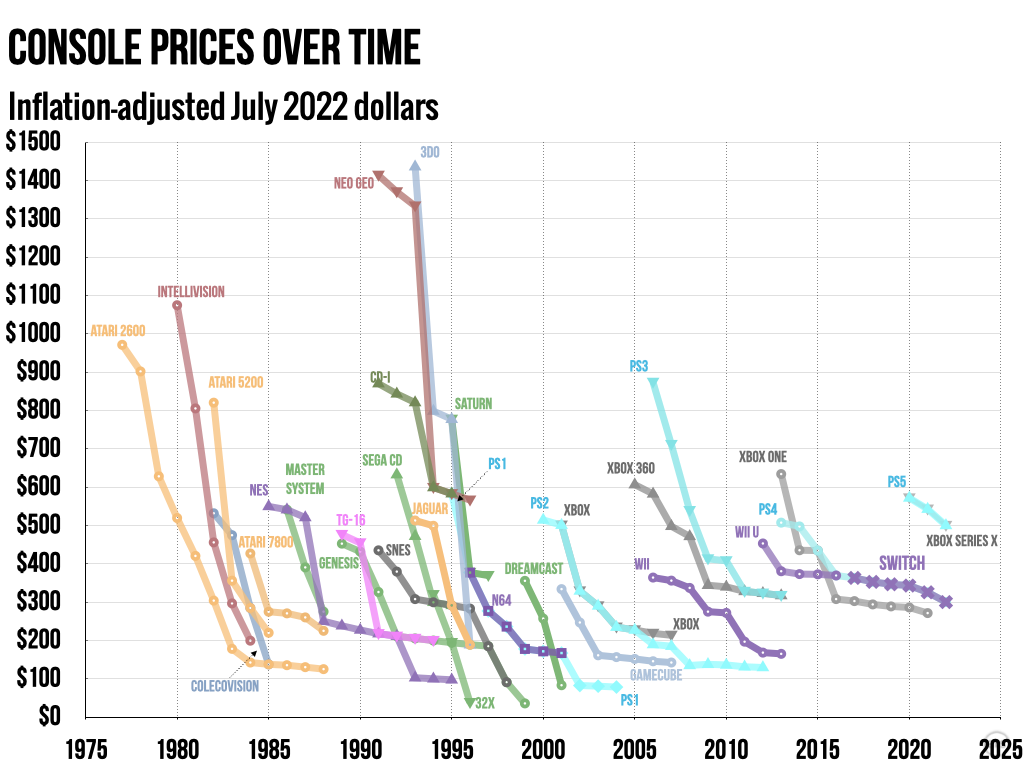 CONSOLE PRICES OVER TIME
Inflation-adjusted July 2022 dollars
$1500
3DO
NEO GEO
$1400
$1300
$1200
$1100
INTELLIVISION
$1000
ATARI 2600
$900
PS3
CD-I
ATARI 5200
$800
SATURN
$700
SEGA CD
PS1
XBOX 360
XBOX ONE
MASTER
SYSTEM
$600
NES
PS2
XBOX
PS4
PS5
JAGUAR
$500
TG-16
WII U
XBOX SERIES X
ATARI 7800
SNES
$400
GENESIS
DREAMCAST
WII
SWITCH
$300
N64
XBOX
$200
COLECOVISION
GAMECUBE
$100
32X
PS1
$0
1975 1980 1985 1990 1995 2000 2005 2010 2015 2020 2025